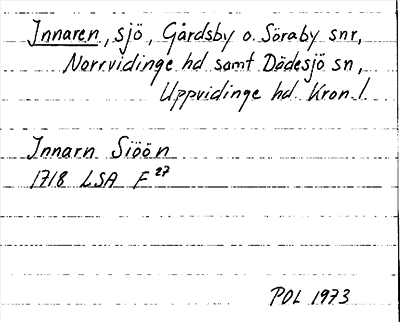 Innaren, sjö, Gårdsby o. Söraby snr,
Norrvidinge hd samt Dädesjö sn,
Uppvidinge hd. Kron. l.
Innarn Siöön
1718 LSA F 27
POL 1973